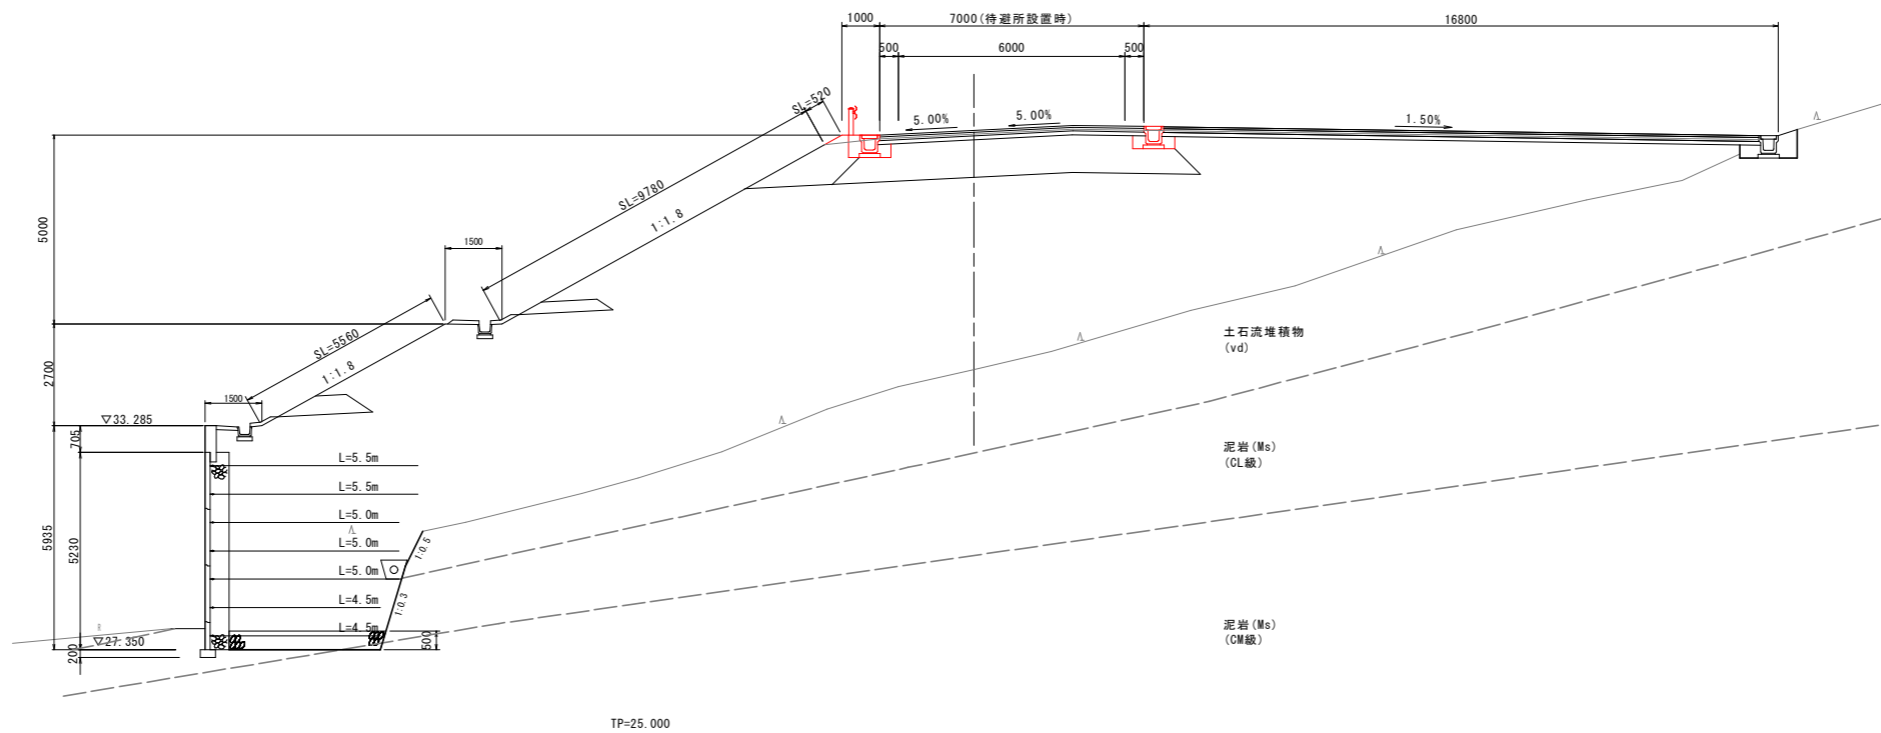 1000
7000(待避所設置時)
16800
500
6000
500
SL=520
5.00%
5.00%
1.50%
SL=9780
1:1.8
5000
1500
SL=5560
1:1.8
2700
1500
▽33.285
705
土石流堆積物
(vd)
泥岩(Ms)
(CL級)
L=5.5m
L=5.5m
L=5.0m
L=5.0m
L=5.0m
L=4.5m
L=4.5m
1:0.5
1:0.3
5935
5230
500
泥岩(Ms)
(CM級)
▽27.350
200
TP=25.000